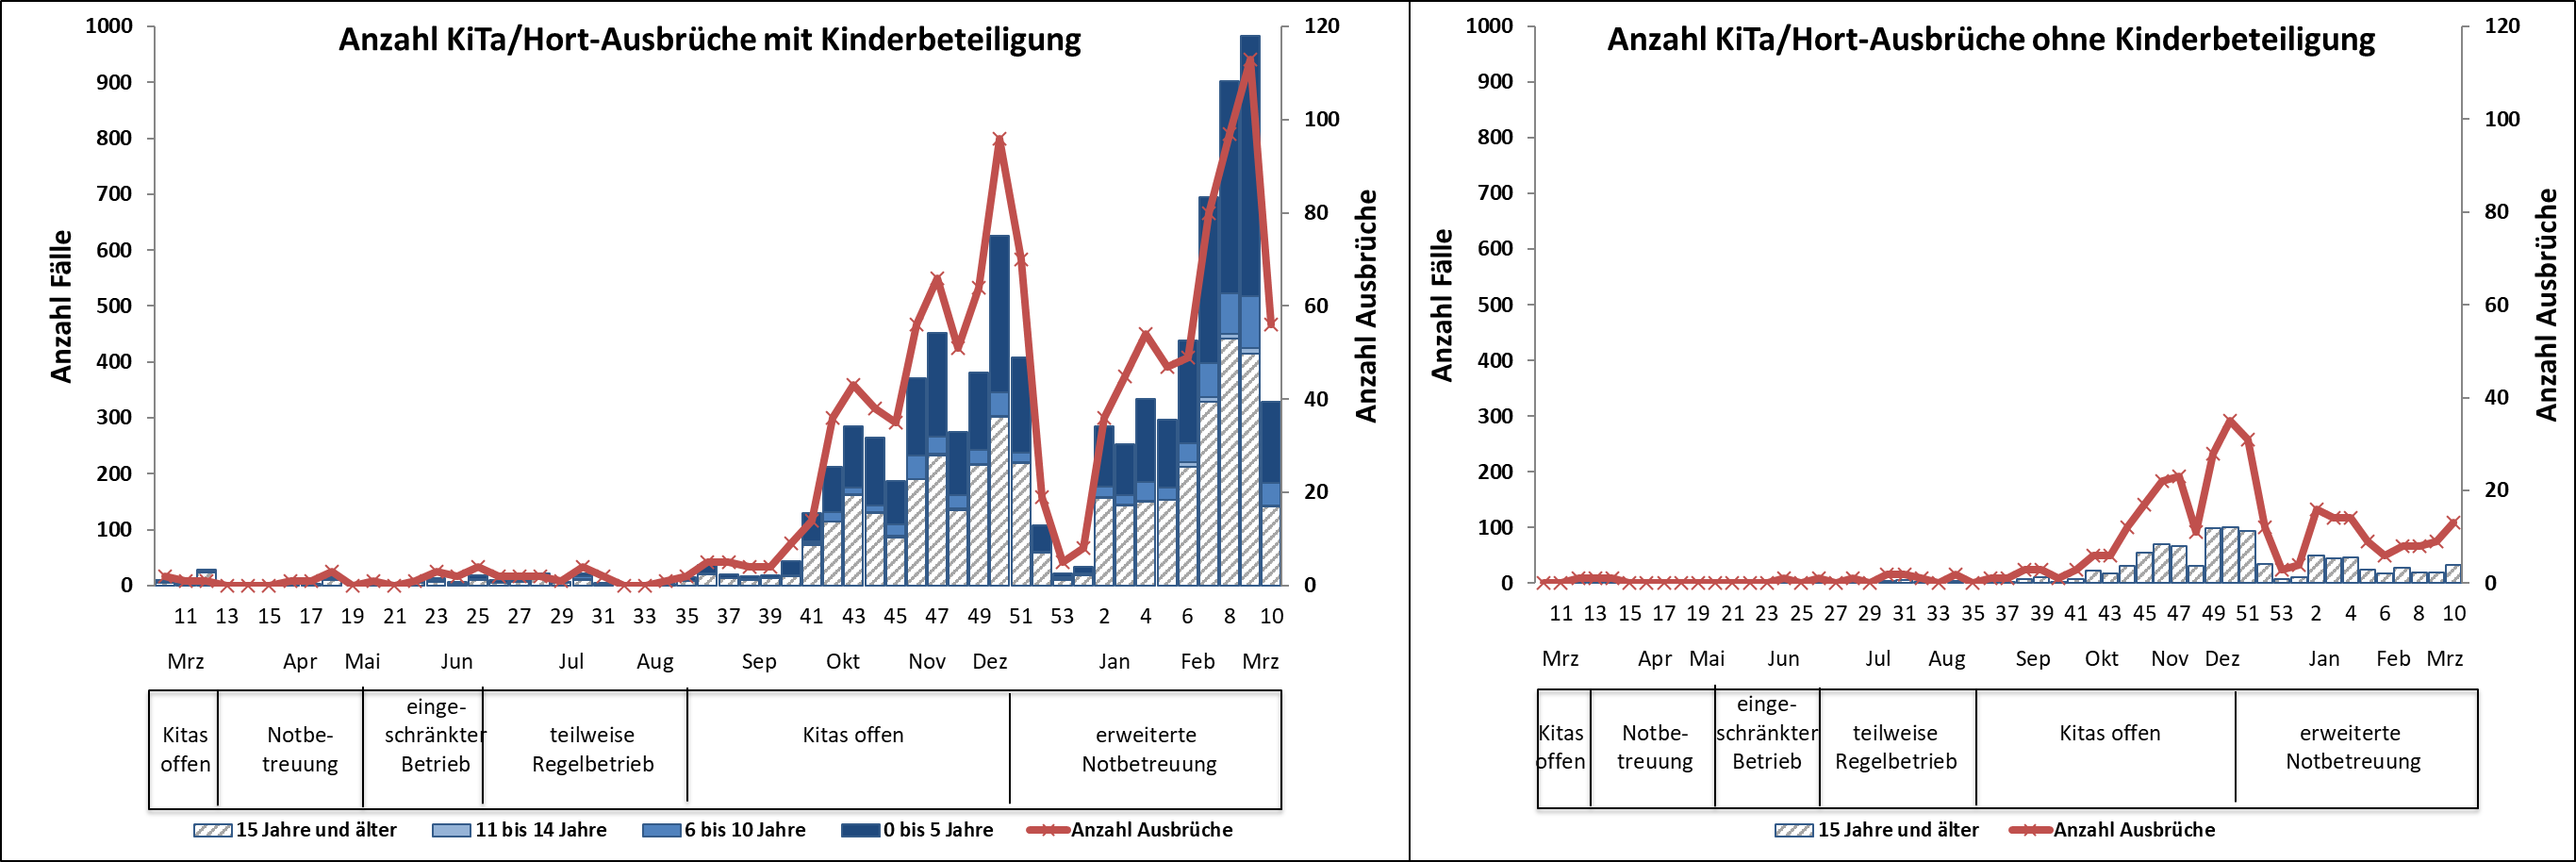 Anzahl KiTa/Hort-Ausbrüche mit Kinderbeteiligung
Anzahl Fälle
1000
900
800
700
600
500
400
300
200
100
0
120
100
80
60
40
20
0
Anzahl Ausbrüche
11 13 15 17 19 21 23 25 27 29 31 33 35 37 39 41 43 45 47 49 51 53 2 4 6 8 10
Mrz Apr Mai Jun Jul Aug Sep Okt Nov Dez Jan Feb Mrz
Kitas
offen
Notbe-
treuung
einge-
schränkter
Betrieb
teilweise
Regelbetrieb
Kitas offen
erweiterte
Notbetreuung
15 Jahre und älter 11 bis 14 Jahre 6 bis 10 Jahre 0 bis 5 Jahre Anzahl Ausbrüche
Anzahl KiTa/Hort-Ausbrüche ohne Kinderbeteiligung
Anzahl Fälle
1000
900
800
700
600
500
400
300
200
100
0
120
100
80
60
40
20
0
Anzahl Ausbrüche
11 13 15 17 19 21 23 25 27 29 31 33 35 37 39 41 43 45 47 49 51 53 2 4 6 8 10
Mrz Apr Mai Jun Jul Aug Sep Okt Nov Dez Jan Feb Mrz
Kitas
offen
Notbe-
treuung
einge-
schränkter
Betrieb
teilweise
Regelbetrieb
Kitas offen
erweiterte
Notbetreuung
15 Jahre und älter Anzahl Ausbrüche